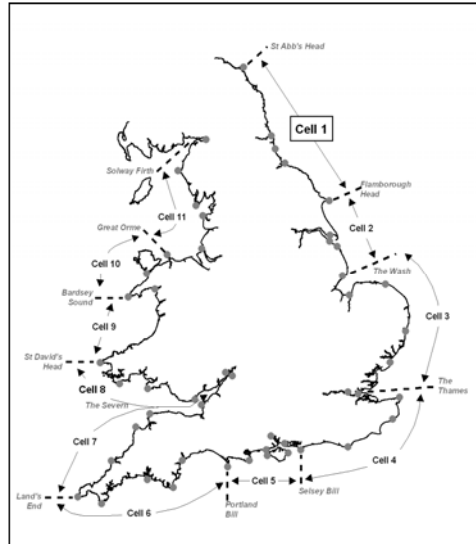 St Abb's Head
Cell 1
Solway Firth
Flamborough
Head
Cell 11
Great Orme
Cell 2
Cell 10
The Wash
Bardsey
Sound
Cell 9
Cell 3
St David's
Head
Cell 8
The Severn
The
Thames
Cell 7
Cell 4
Land's
End
Cell 6
Cell 5
Portland
Bill
Selsey Bill